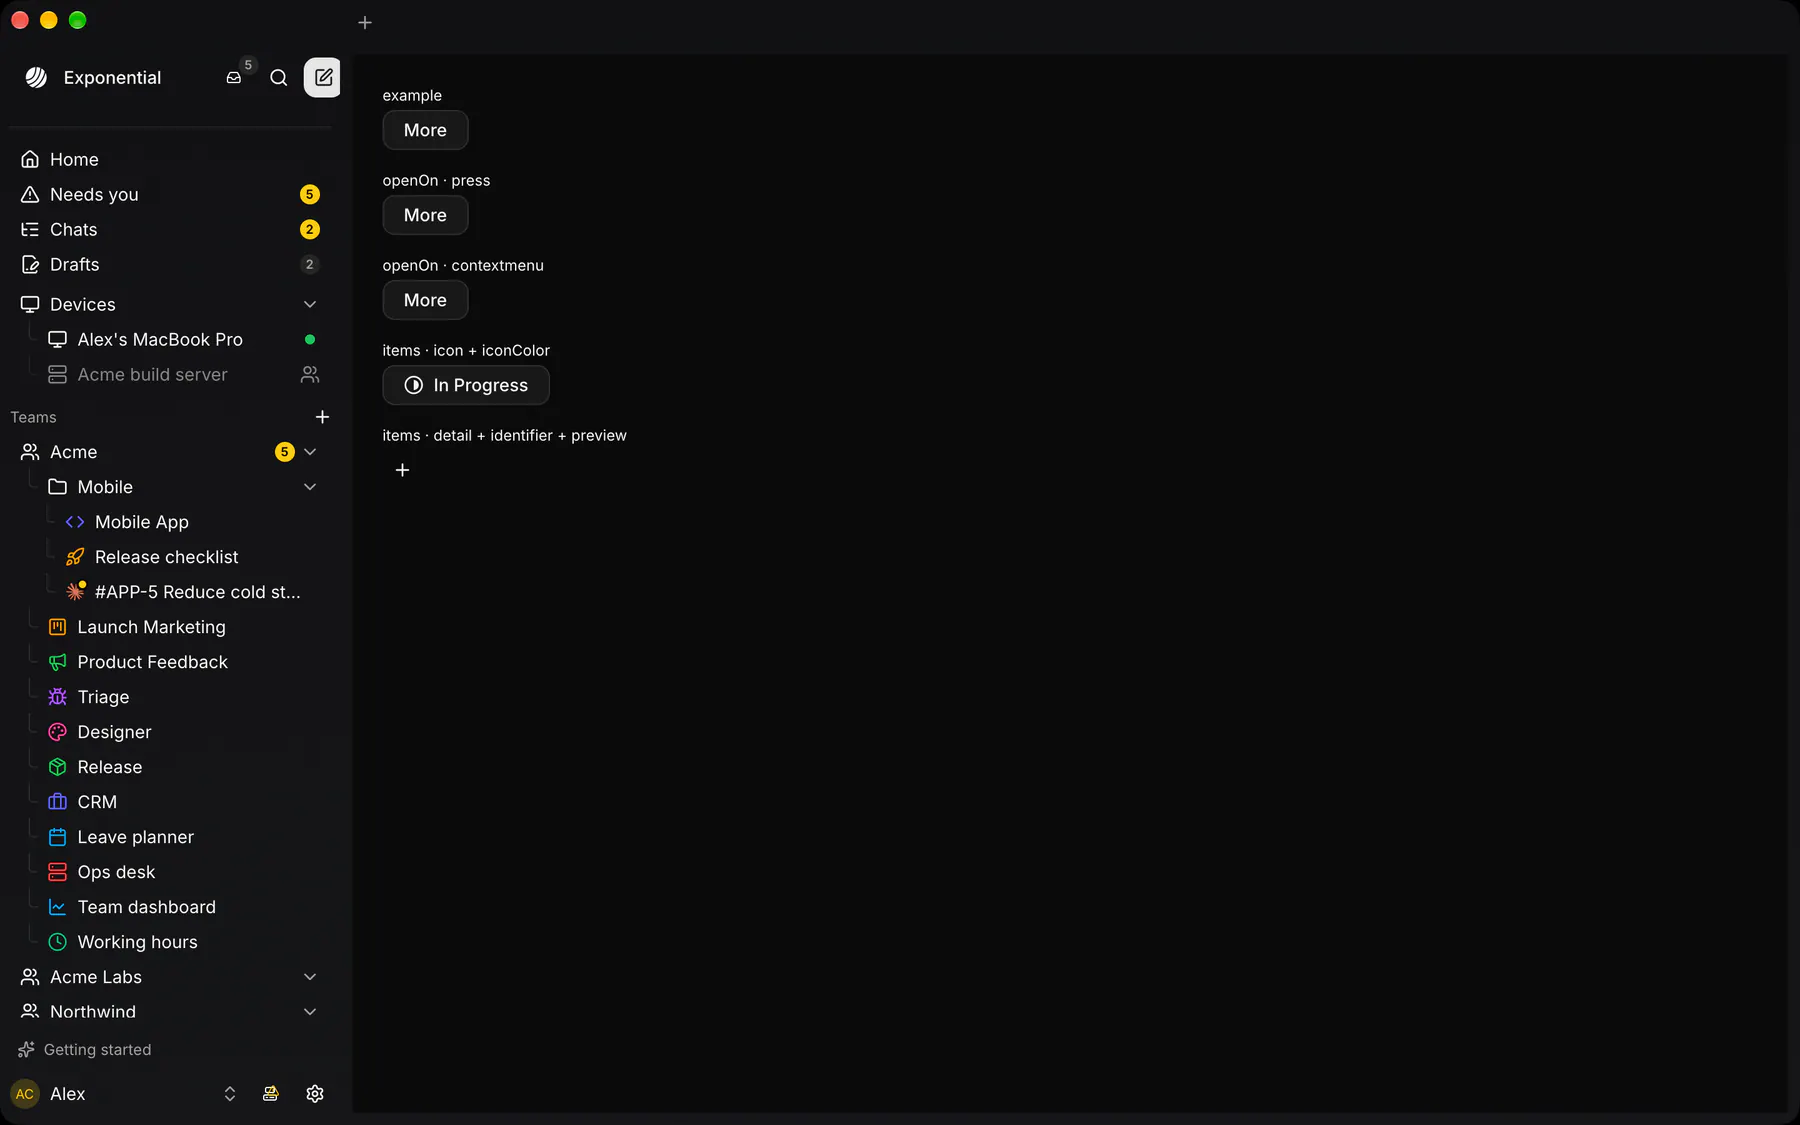 Exponential
5
Home
Needs you
5
Chats
2
Drafts
2
Devices
Alex's MacBook Pro
Acme build server
Teams
Acme
5
Mobile
Mobile App
Release checklist
#APP-5 Reduce cold st...
Launch Marketing
Product Feedback
Triage
Designer
Release
CRM
Leave planner
Ops desk
Team dashboard
Working hours
Acme Labs
Northwind
Getting started
AC
Alex
example
More
openOn · press
More
openOn · contextmenu
More
items · icon + iconColor
In Progress
items · detail + identifier + preview